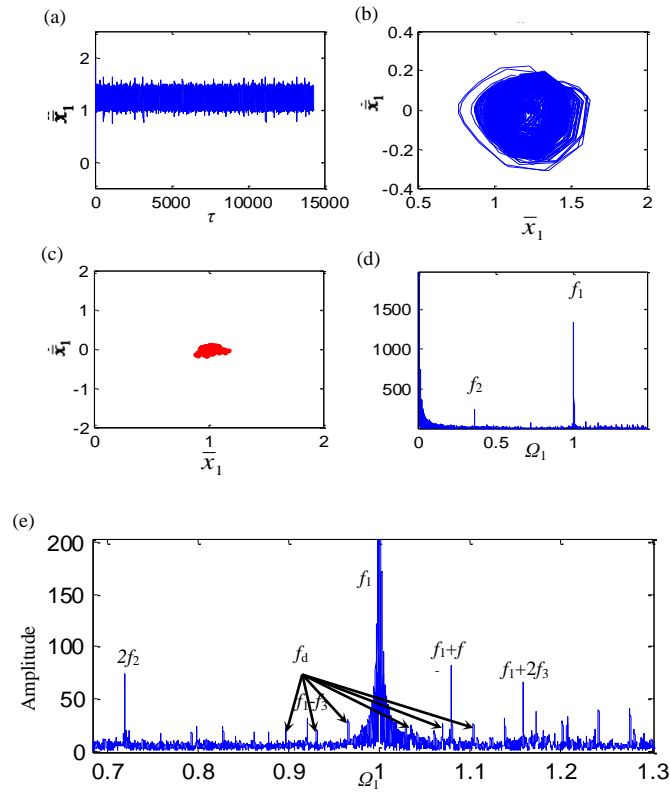 (a)
2
1
0
0
5000
10000
15000
τ
(b)
0.4
0.2
0
-0.2
-0.4
0.5
1
1.5
2
x̄₁
(c)
2
1
0
-1
-2
0
1
2
x̄₁
(d)
f₁
1500
1000
500
f₂
0
0.5
1
Ω₁
(e)
200
150
100
50
0
Amplitude
f₁
2f₂
f_d
f₁-f₃
f₁+f
f₁+2f₃
0.7
0.8
0.9
1
1.1
1.2
1.3
Ω₁